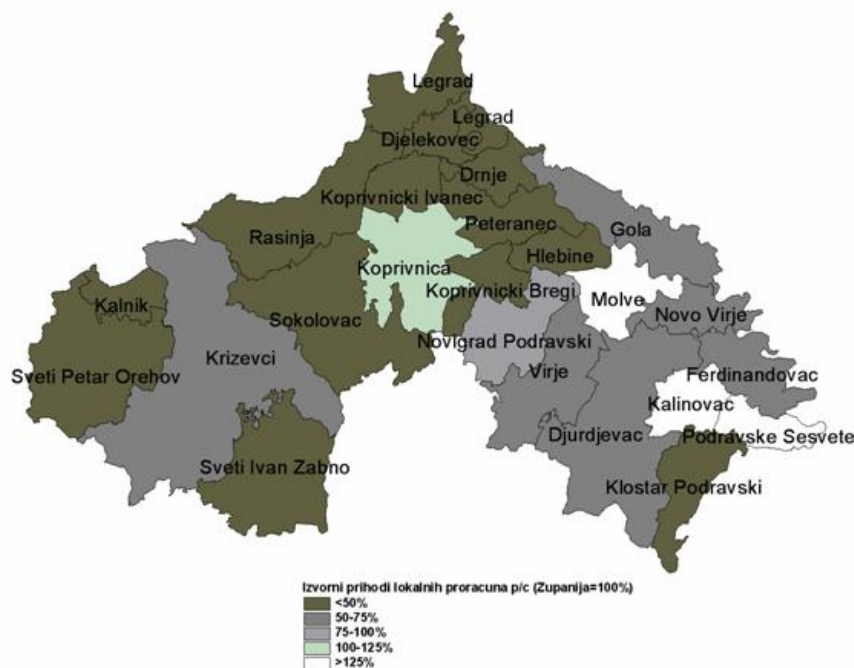 Legrad
Legrad
Djelekovec
Drnje
Koprivnicki Ivanec
Peteranec
Rasinja
Gola
Hlebine
Koprivnica
Koprivnicki Bregi
Molve
Kalnik
Novo Virje
Sokolovac
Novigrad Podravski
Krizevci
Sveti Petar Orehov
Virje
Ferdinandovac
Kalinovac
Djurdjevac
Podravske Sesvete
Sveti Ivan Zabno
Klostar Podravski
Izvorni prihodi lokalnih proracuna p/c (Zupanija=100%)
<50%
50-75%
75-100%
100-125%
>125%